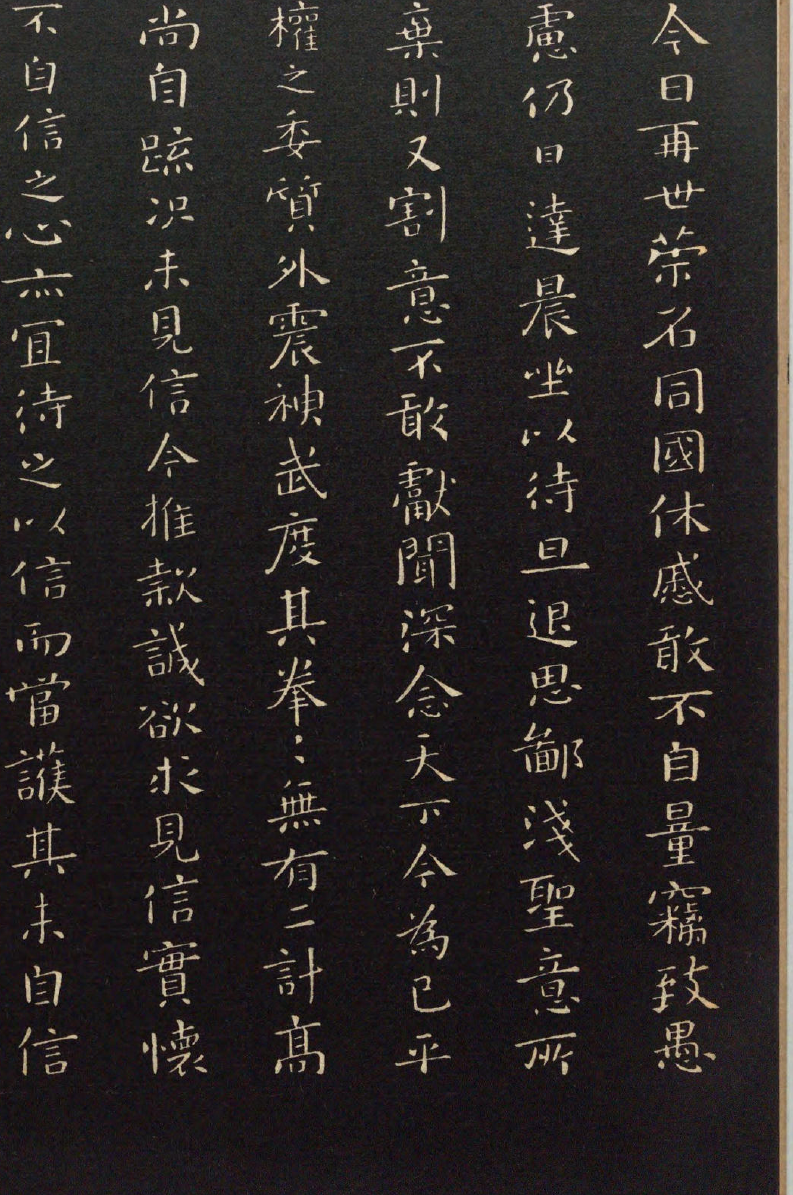 今日再世榮名同國休慼敢不自量竊致愚
慮仍日達晨坐以待旦退思鄙淺聖意所
棄則又割意不敢獻聞深念天下今為已平
權之委質外震神武度其拳〻無有二計高
尚自疏況未見信今推款誠欲求見信實懷
不自信之心亦宜待之以信而當護其未自信